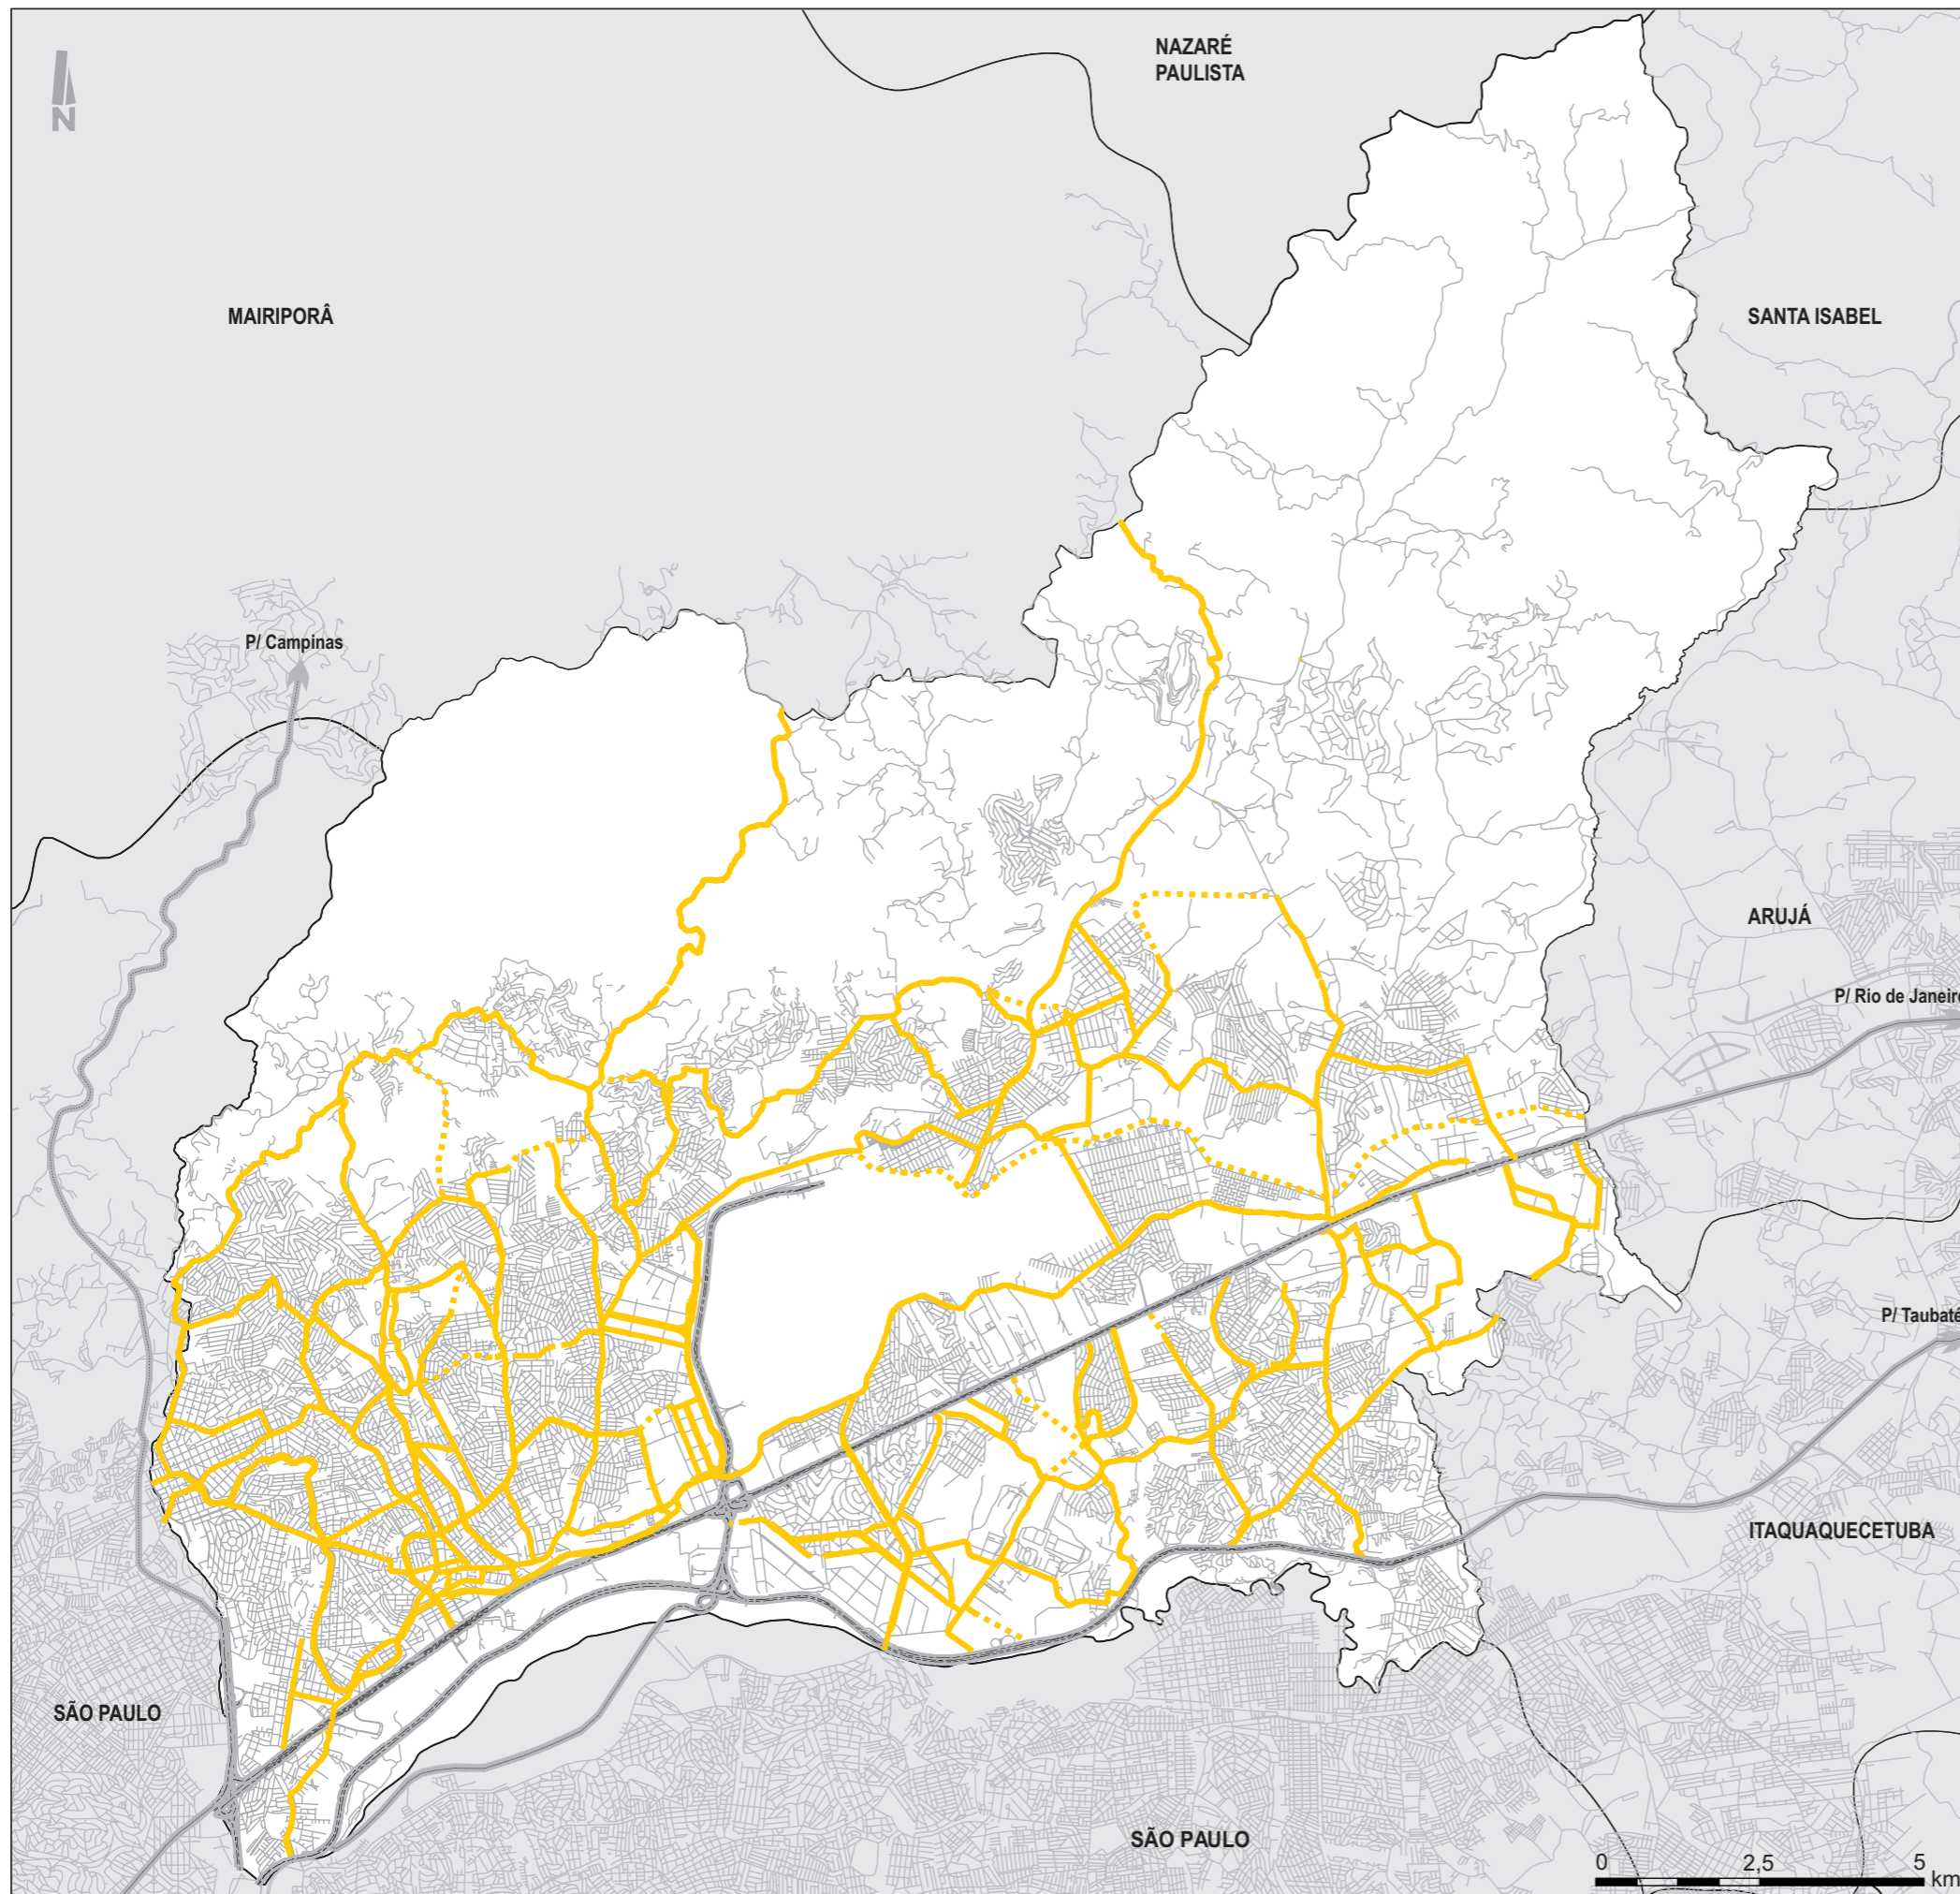 NAZARÉ
PAULISTA
N
MAIRIPORÂ
SANTA ISABEL
P/ Campinas
ARUJÁ
P/ Rio de Janeiro
P/ Taubaté
ITAQUAQUECETUBA
SÃO PAULO
SÃO PAULO
0 2,5 5
km